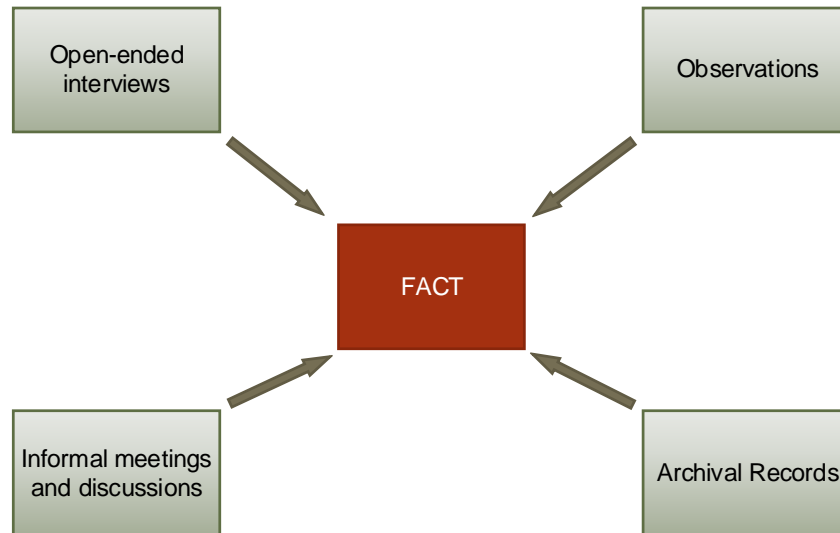 Open-ended
interviews
Observations
FACT
Informal meetings
and discussions
Archival Records